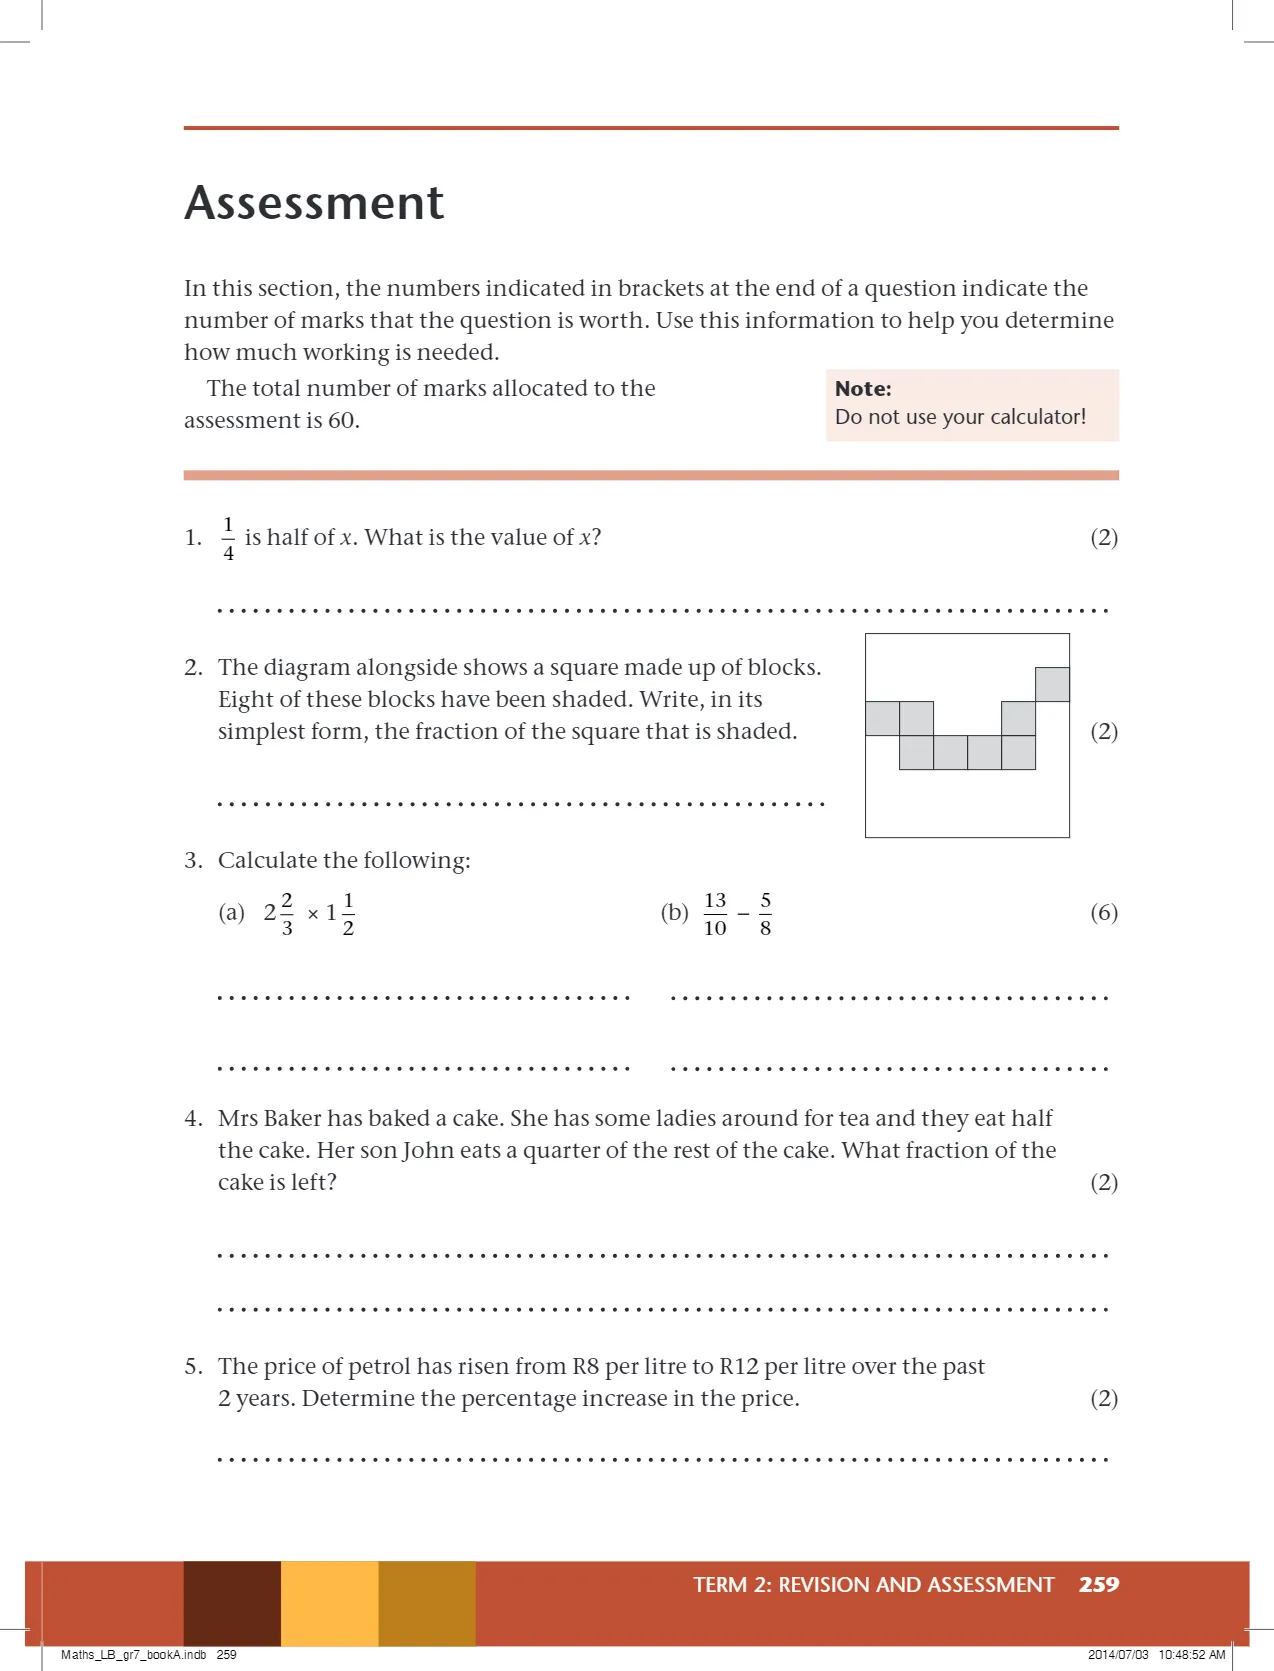 Assessment
In this section, the numbers indicated in brackets at the end of a question indicate the
number of marks that the question is worth. Use this information to help you determine
how much working is needed.
The total number of marks allocated to the
assessment is 60.
Note:
Do not use your calculator!
1. 1/4 is half of x. What is the value of x? (2)
2. The diagram alongside shows a square made up of blocks.
Eight of these blocks have been shaded. Write, in its
simplest form, the fraction of the square that is shaded. (2)
3. Calculate the following:
(a) 2 2/3 × 1 1/2 (b) 13/10 – 5/8 (6)
4. Mrs Baker has baked a cake. She has some ladies around for tea and they eat half
the cake. Her son John eats a quarter of the rest of the cake. What fraction of the
cake is left? (2)
5. The price of petrol has risen from R8 per litre to R12 per litre over the past
2 years. Determine the percentage increase in the price. (2)
TERM 2: REVISION AND ASSESSMENT 259
Maths_LB_gr7_bookA.indb 259 2014/07/03 10:48:52 AM